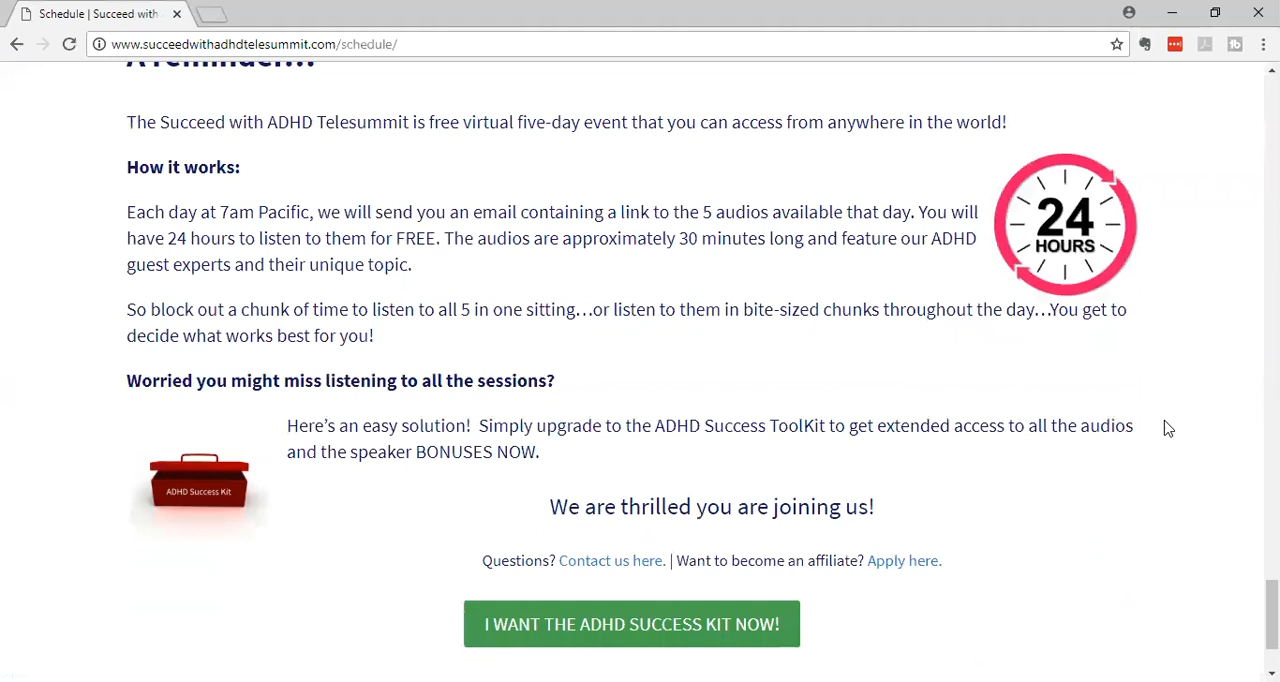 Schedule | Succeed with
www.succeedwithadhdtelesummit.com/schedule/
A reminder...
The Succeed with ADHD Telesummit is free virtual five-day event that you can access from anywhere in the world!
How it works:
Each day at 7am Pacific, we will send you an email containing a link to the 5 audios available that day. You will
have 24 hours to listen to them for FREE. The audios are approximately 30 minutes long and feature our ADHD
guest experts and their unique topic.
24
HOURS
So block out a chunk of time to listen to all 5 in one sitting…or listen to them in bite-sized chunks throughout the day…You get to
decide what works best for you!
Worried you might miss listening to all the sessions?
Here’s an easy solution!  Simply upgrade to the ADHD Success ToolKit to get extended access to all the audios
and the speaker BONUSES NOW.
ADHD Success Kit
We are thrilled you are joining us!
Questions? Contact us here. | Want to become an affiliate? Apply here.
I WANT THE ADHD SUCCESS KIT NOW!